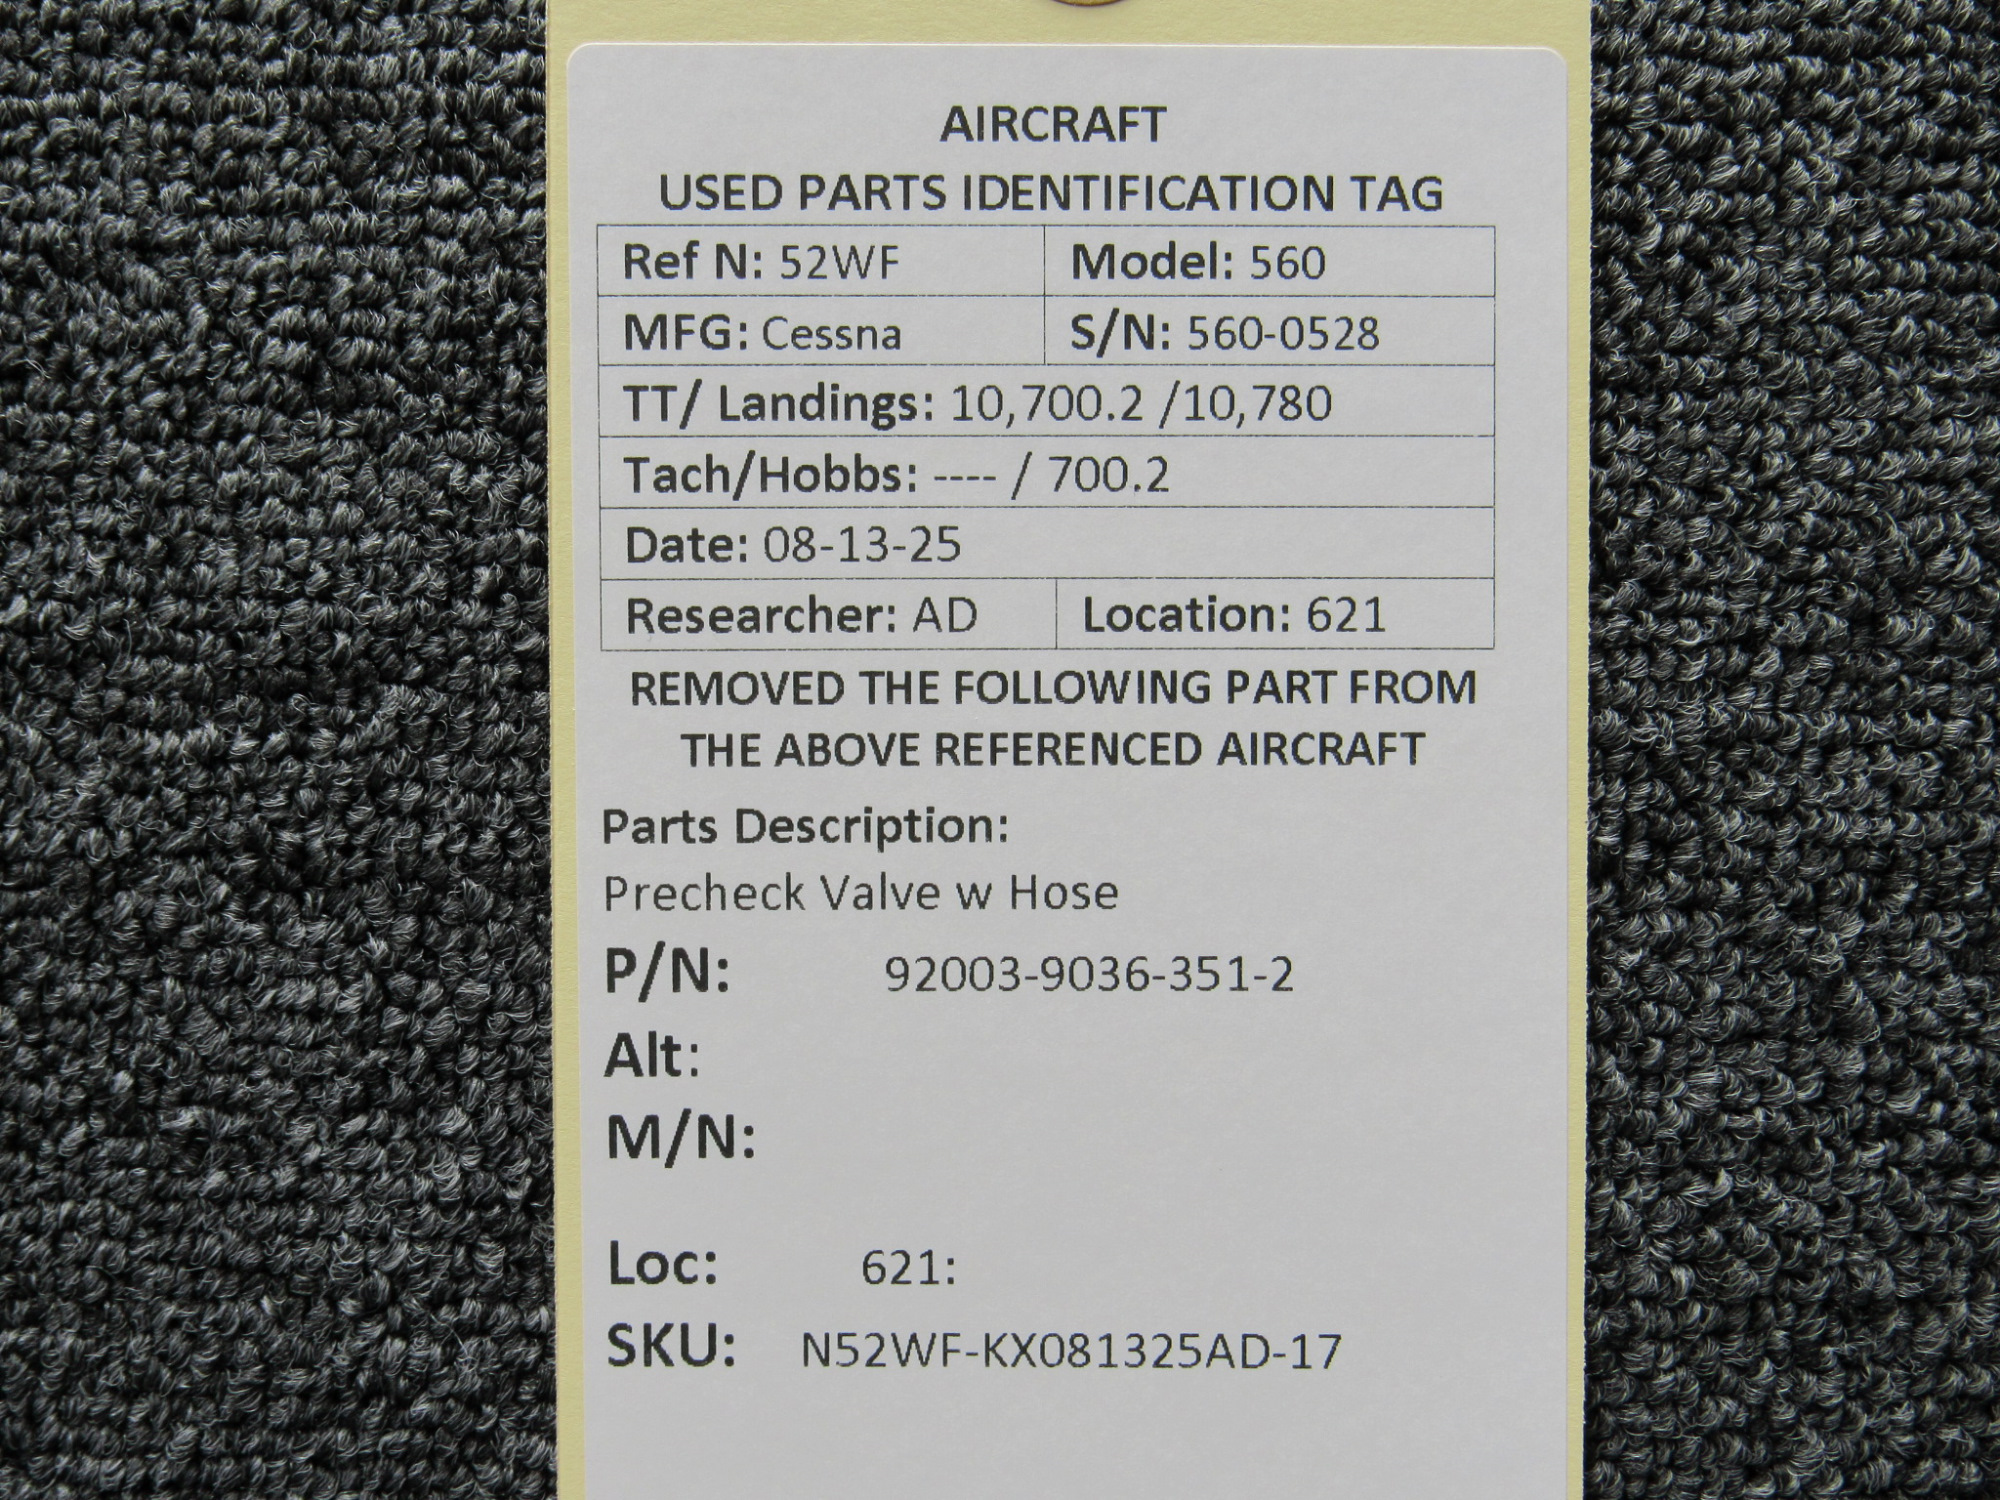 AIRCRAFT
USED PARTS IDENTIFICATION TAG
Ref N: 52WF Model: 560
MFG: Cessna S/N: 560-0528
TT/ Landings: 10,700.2 /10,780
Tach/Hobbs: ---- / 700.2
Date: 08-13-25
Researcher: AD Location: 621
REMOVED THE FOLLOWING PART FROM
THE ABOVE REFERENCED AIRCRAFT
Parts Description:
Precheck Valve w Hose
P/N: 92003-9036-351-2
Alt:
M/N:
Loc: 621:
SKU: N52WF-KX081325AD-17